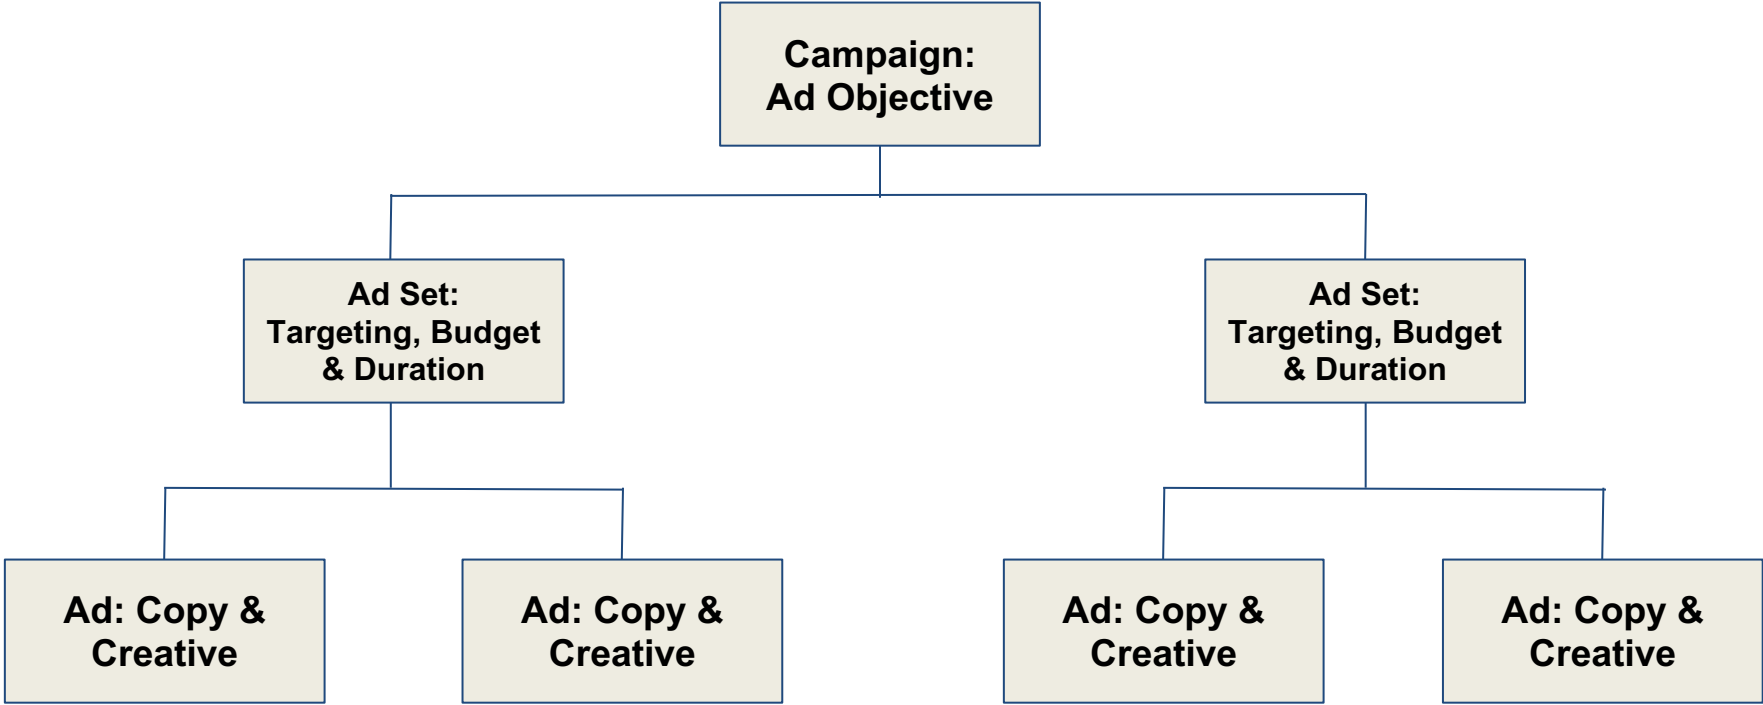 Campaign:
Ad Objective
Ad Set:
Targeting, Budget
& Duration
Ad Set:
Targeting, Budget
& Duration
Ad: Copy &
Creative
Ad: Copy &
Creative
Ad: Copy &
Creative
Ad: Copy &
Creative